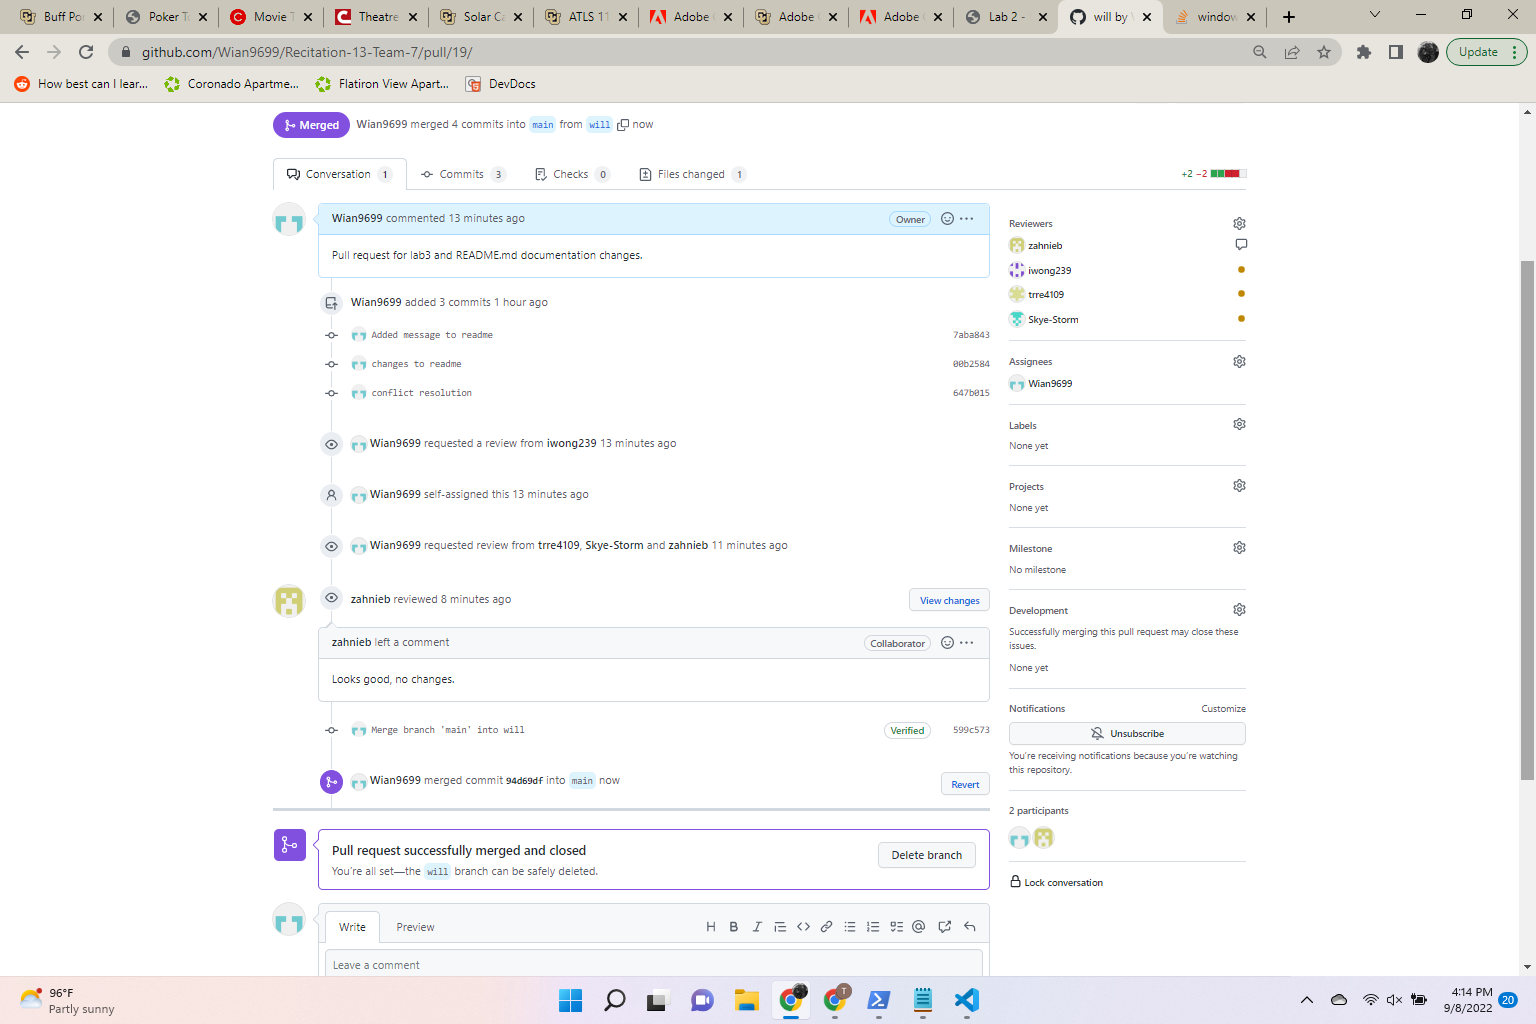 Buff Po
Poker T
Movie T
Theatre
Solar Ca
ATLS 11
Adobe
Adobe
Adobe
Lab 2 -
will by
window
github.com/Wian9699/Recitation-13-Team-7/pull/19/
Update
How best can I lear...
Coronado Apartme...
Flatiron View Apart...
DevDocs
Merged
Wian9699 merged 4 commits into main from will now
Conversation 1
Commits 3
Checks 0
Files changed 1
+2 −2
Wian9699 commented 13 minutes ago
Owner
Pull request for lab3 and README.md documentation changes.
Wian9699 added 3 commits 1 hour ago
Added message to readme 7aba843
changes to readme 00b2584
conflict resolution 647b015
Wian9699 requested a review from iwong239 13 minutes ago
Wian9699 self-assigned this 13 minutes ago
Wian9699 requested review from trre4109, Skye-Storm and zahnieb 11 minutes ago
zahnieb reviewed 8 minutes ago
View changes
zahnieb left a comment
Collaborator
Looks good, no changes.
Merge branch 'main' into will Verified 599c573
Wian9699 merged commit 94d69df into main now
Revert
Pull request successfully merged and closed
You're all set—the will branch can be safely deleted.
Delete branch
Write
Preview
Leave a comment
Reviewers
zahnieb
iwong239
trre4109
Skye-Storm
Assignees
Wian9699
Labels
None yet
Projects
None yet
Milestone
No milestone
Development
Successfully merging this pull request may close these
issues.
None yet
Notifications Customize
Unsubscribe
You're receiving notifications because you're watching
this repository.
2 participants
Lock conversation
96°F
Partly sunny
T
4:14 PM
9/8/2022
20